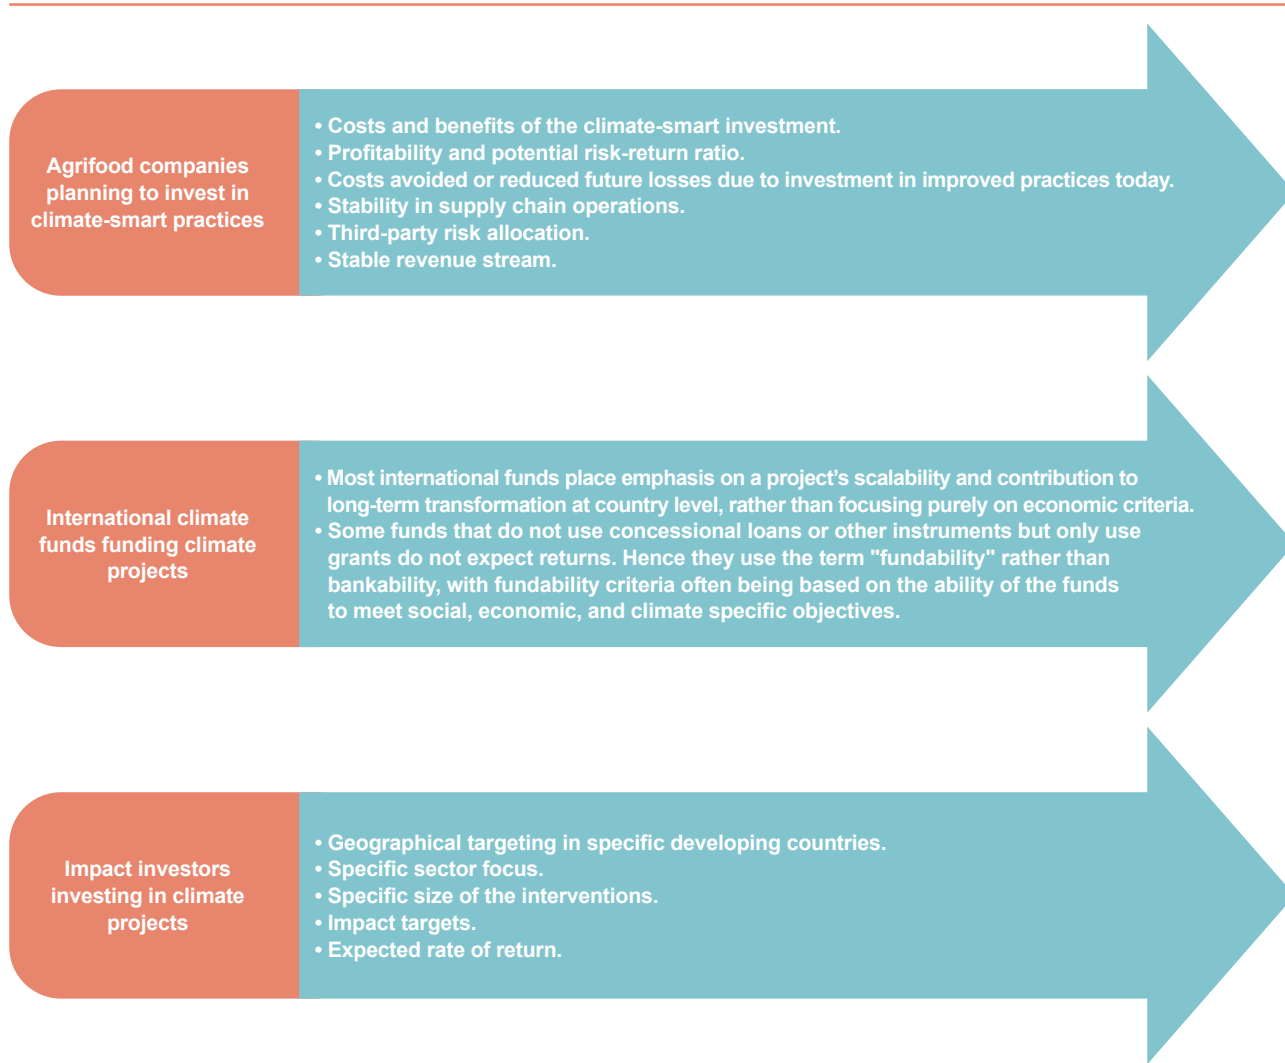 Agrifood companies
planning to invest in
climate-smart practices
• Costs and benefits of the climate-smart investment.
• Profitability and potential risk-return ratio.
• Costs avoided or reduced future losses due to investment in improved practices today.
• Stability in supply chain operations.
• Third-party risk allocation.
• Stable revenue stream.
International climate
funds funding climate
projects
• Most international funds place emphasis on a project’s scalability and contribution to
long-term transformation at country level, rather than focusing purely on economic criteria.
• Some funds that do not use concessional loans or other instruments but only use
grants do not expect returns. Hence they use the term "fundability" rather than
bankability, with fundability criteria often being based on the ability of the funds
to meet social, economic, and climate specific objectives.
Impact investors
investing in climate
projects
• Geographical targeting in specific developing countries.
• Specific sector focus.
• Specific size of the interventions.
• Impact targets.
• Expected rate of return.